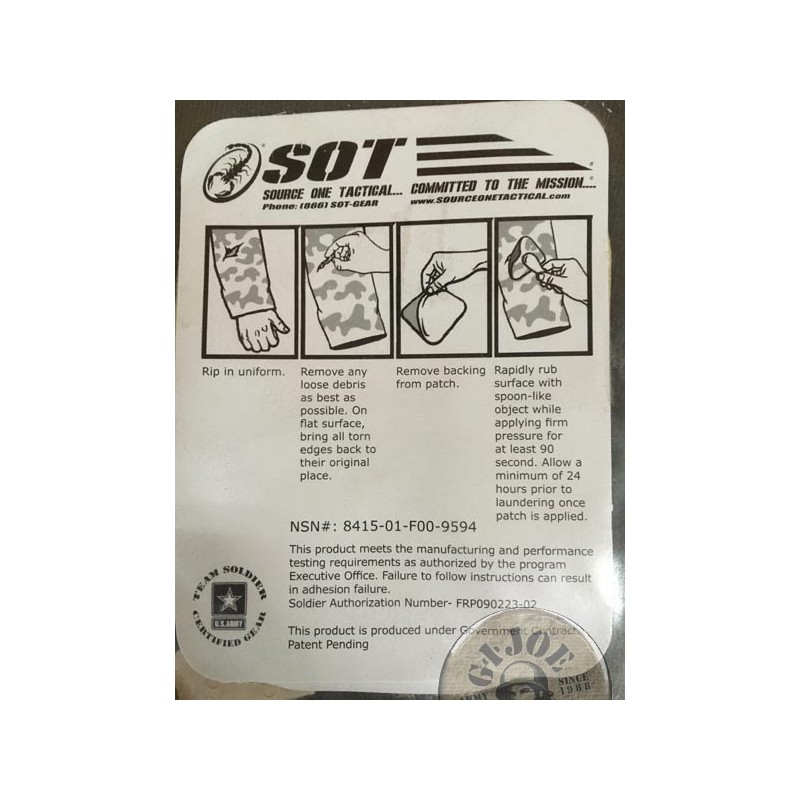 SOT
SOURCE ONE TACTICAL... COMMITTED TO THE MISSION....
Phone: (866) SOT-GEAR www.SOURCEONETACTICAL.com
Rip in uniform.
Remove any
loose debris
as best as
possible. On
flat surface,
bring all torn
edges back to
their original
place.
Remove backing
from patch.
Rapidly rub
surface with
spoon-like
object while
applying firm
pressure for
at least 90
second. Allow a
minimum of 24
hours prior to
laundering once
patch is applied.
NSN#: 8415-01-F00-9594
This product meets the manufacturing and performance
testing requirements as authorized by the program
Executive Office. Failure to follow instructions can result
in adhesion failure.
Soldier Authorization Number- FRP090223-02
This product is produced under Government Contract.
Patent Pending
TEAM SOLDIER
U.S.ARMY
CERTIFIED GEAR
G·I·JOE
ARMY
SINCE
1988